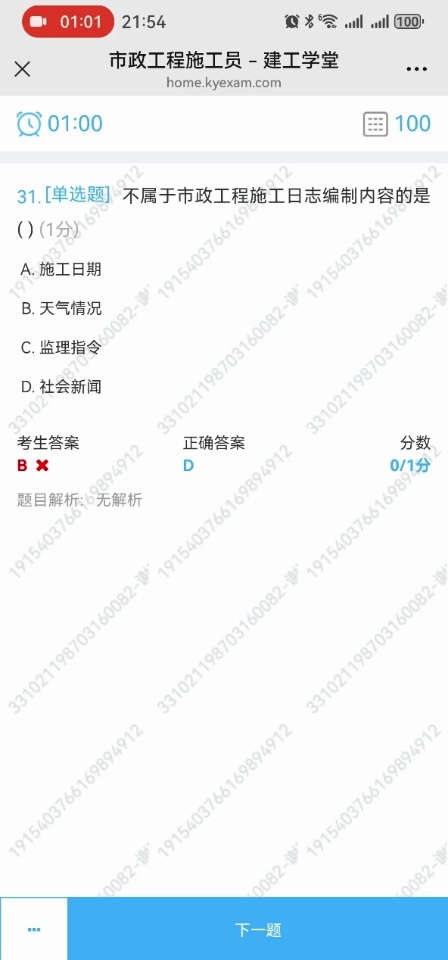 01:01 21:54 100
市政工程施工员 – 建工学堂
home.kyexam.com
01:00 100
31.[单选题] 不属于市政工程施工日志编制内容的是
( ) (1分)
A. 施工日期
B. 天气情况
C. 监理指令
D. 社会新闻
考生答案 正确答案 分数
B D 0/1分
题目解析: 无解析
1915403766169894912
331021198703160082-谢
下一题